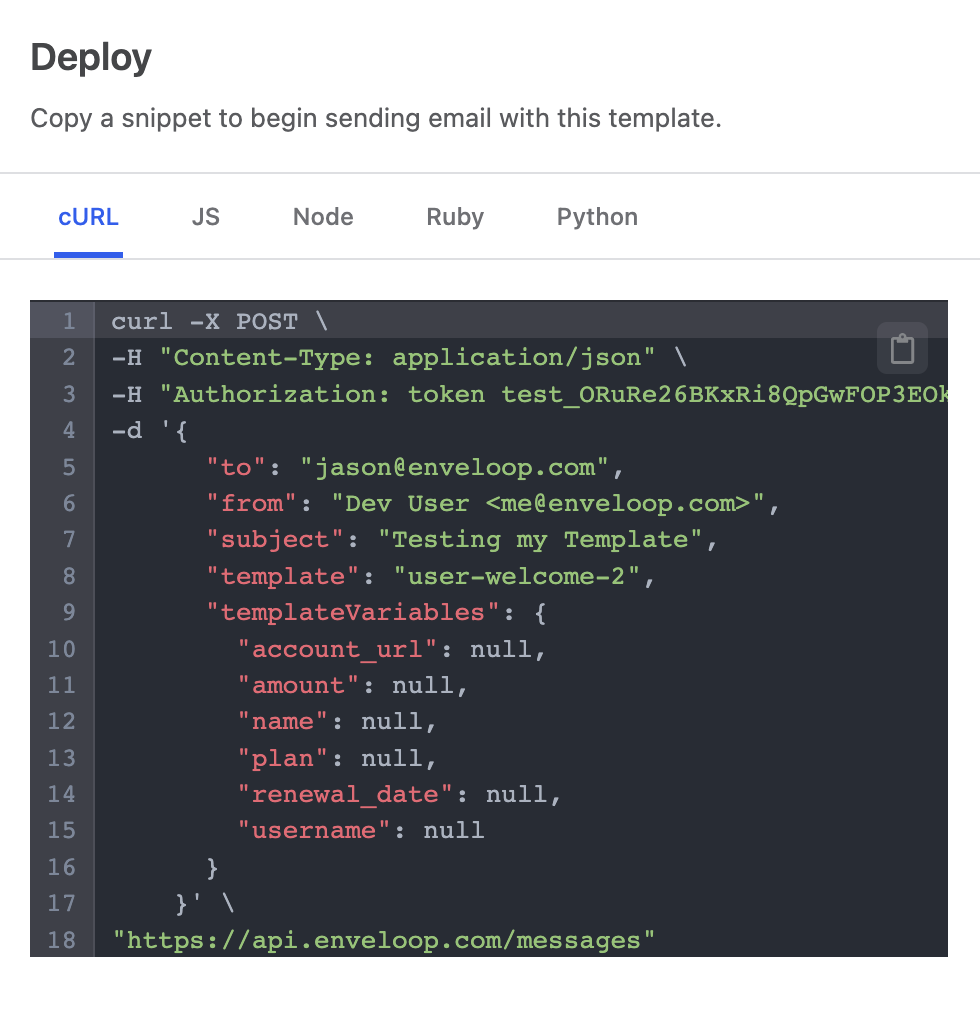 Deploy
Copy a snippet to begin sending email with this template.
cURL JS Node Ruby Python
1 curl -X POST \
2 -H "Content-Type: application/json" \
3 -H "Authorization: token test_ORuRe26BKxRi8QpGwFOP3EOk
4 -d '{
5 "to": "jason@enveloop.com",
6 "from": "Dev User <me@enveloop.com>",
7 "subject": "Testing my Template",
8 "template": "user-welcome-2",
9 "templateVariables": {
10 "account_url": null,
11 "amount": null,
12 "name": null,
13 "plan": null,
14 "renewal_date": null,
15 "username": null
16 }
17 }' \
18 "https://api.enveloop.com/messages"